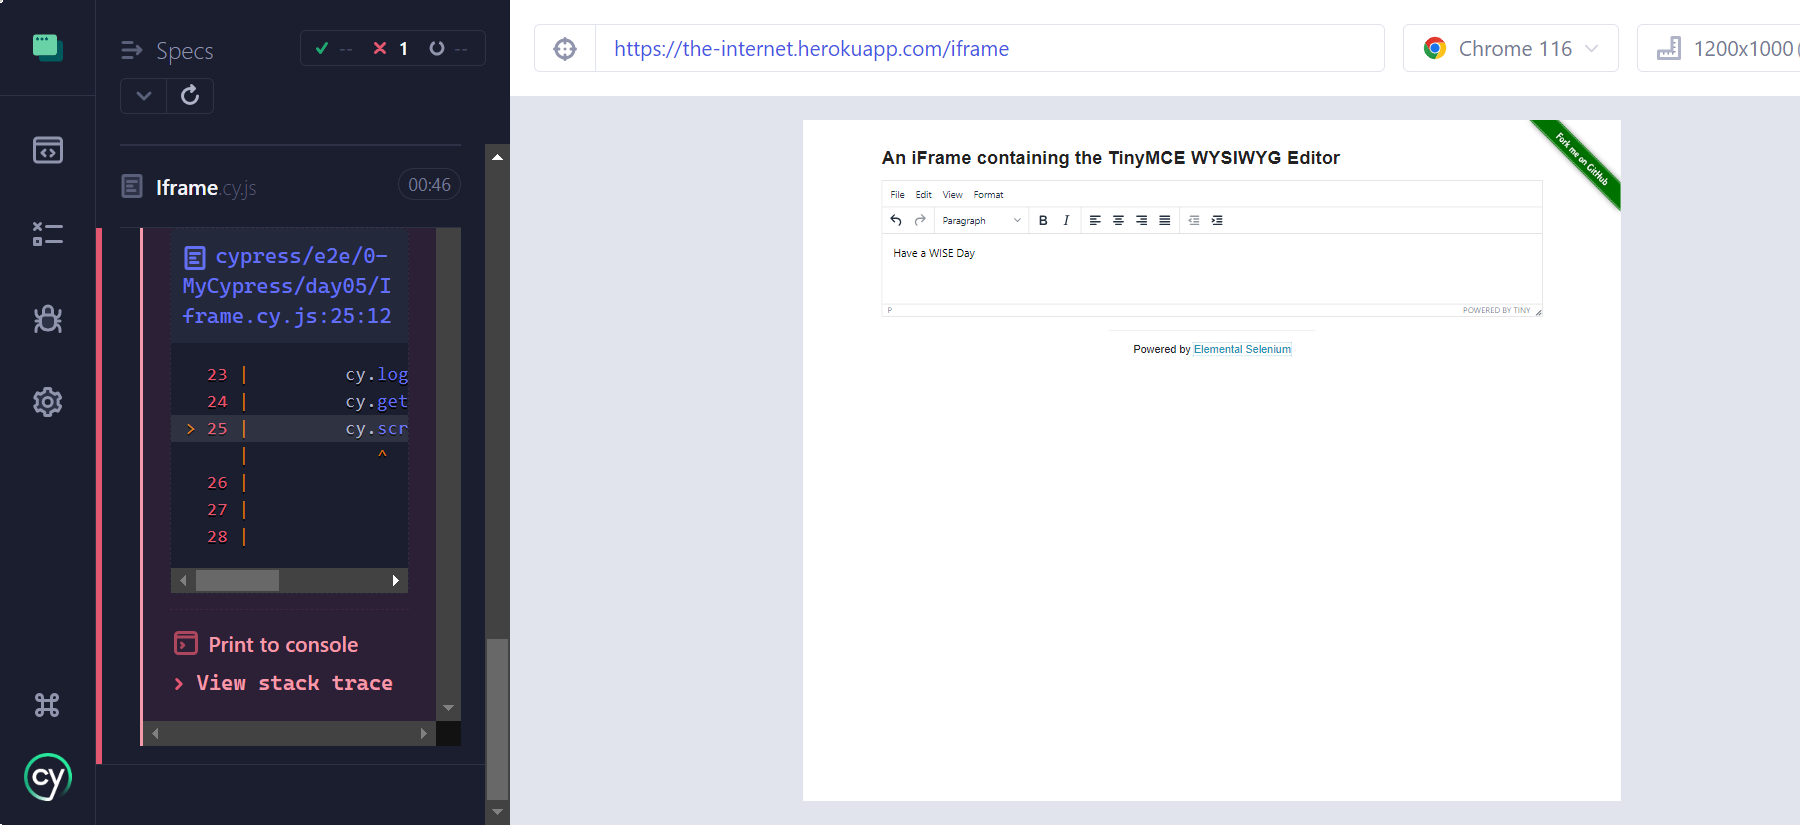 Specs
-- 1 --
Iframe.cy.js
00:46
cypress/e2e/0-
MyCypress/day05/I
frame.cy.js:25:12
23 | cy.log
24 | cy.get
> 25 | cy.scr
| ^
26 |
27 |
28 |
Print to console
> View stack trace
cy
https://the-internet.herokuapp.com/iframe
Chrome 116
1200x1000 (
An iFrame containing the TinyMCE WYSIWYG Editor
Fork me on GitHub
File Edit View Format
Paragraph B I
Have a WISE Day
P
POWERED BY TINY
Powered by Elemental Selenium